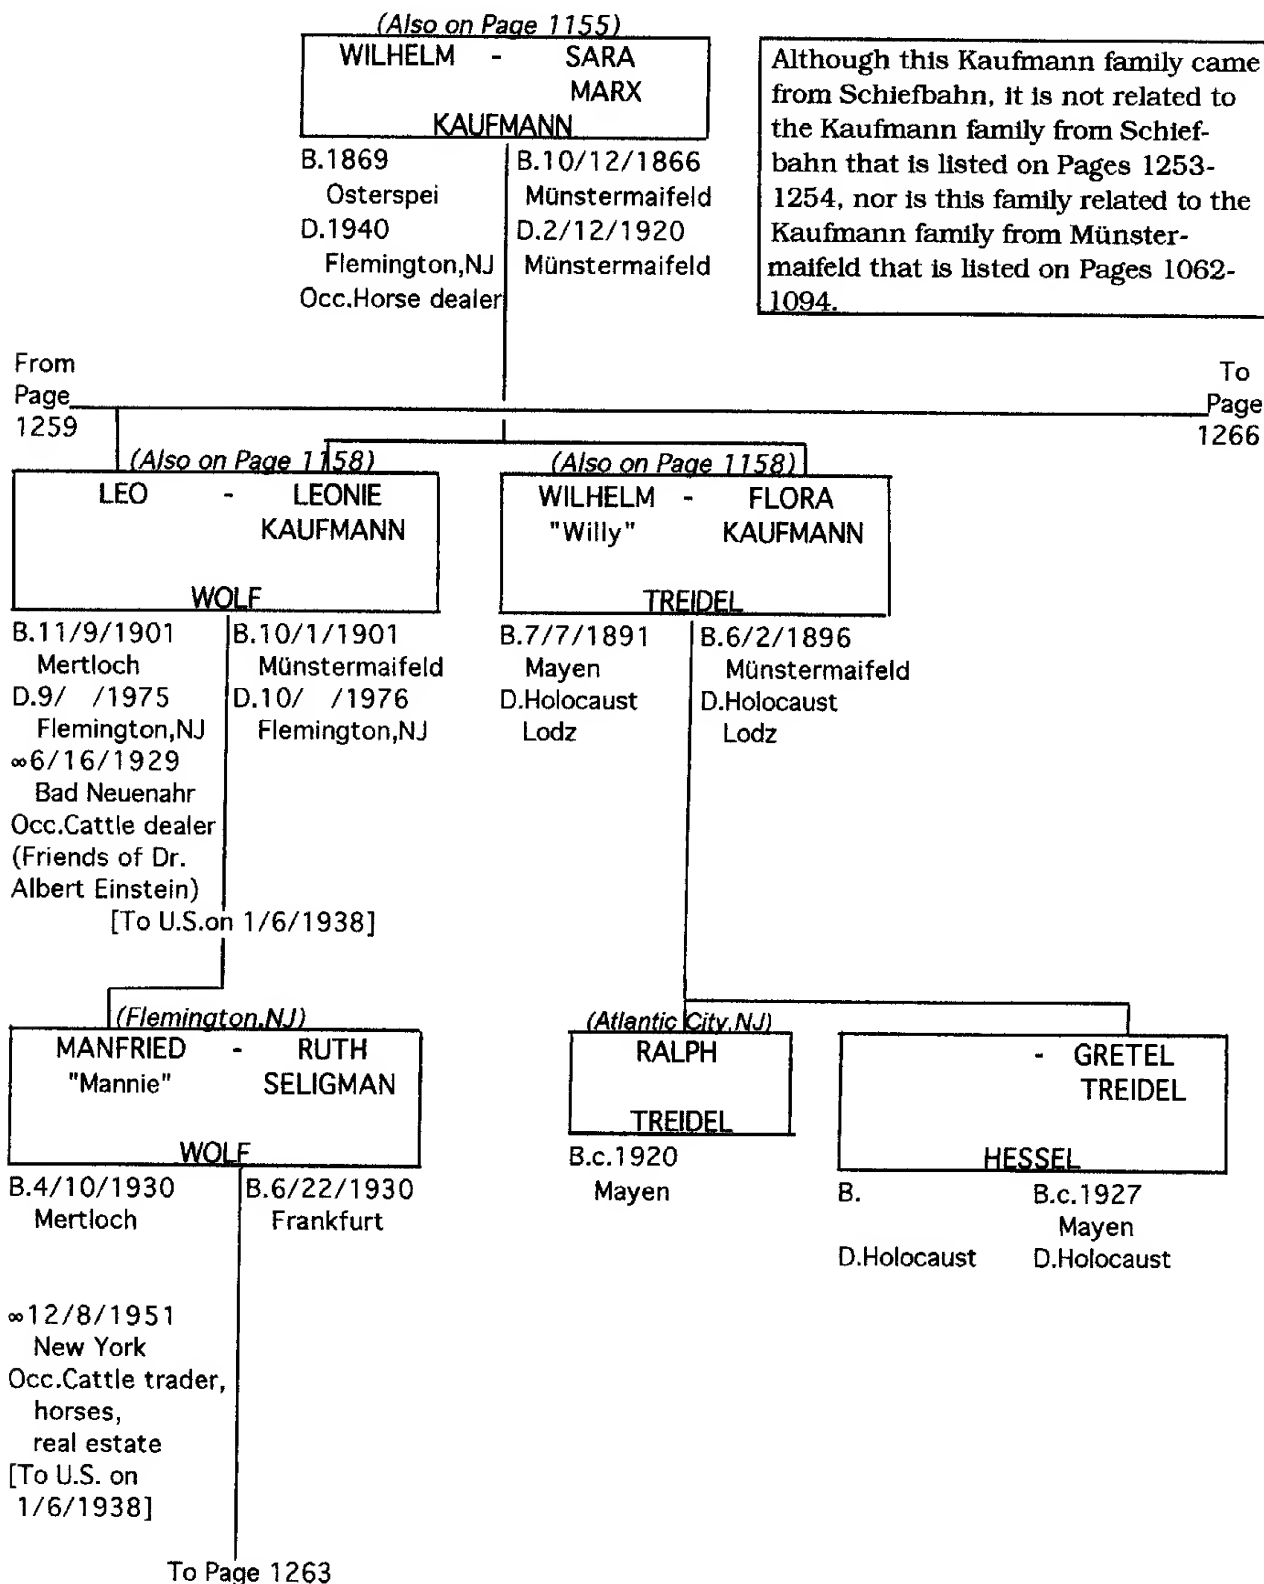 (Also on Page 1155)
WILHELM - SARA
MARX
KAUFMANN
B.1869
Osterspei
D.1940
Flemington,NJ
Occ.Horse dealer
B.10/12/1866
Münstermaifeld
D.2/12/1920
Münstermaifeld
Although this Kaufmann family came
from Schiefbahn, it is not related to
the Kaufmann family from Schief-
bahn that is listed on Pages 1253-
1254, nor is this family related to the
Kaufmann family from Münster-
maifeld that is listed on Pages 1062-
1094.
From
Page
1259
To
Page
1266
(Also on Page 1158)
LEO - LEONIE
KAUFMANN
WOLF
B.11/9/1901
Mertloch
D.9/ /1975
Flemington,NJ
∞6/16/1929
Bad Neuenahr
Occ.Cattle dealer
(Friends of Dr.
Albert Einstein)
[To U.S.on 1/6/1938]
B.10/1/1901
Münstermaifeld
D.10/ /1976
Flemington,NJ
(Also on Page 1158)
WILHELM - FLORA
"Willy" KAUFMANN
TREIDEL
B.7/7/1891
Mayen
D.Holocaust
Lodz
B.6/2/1896
Münstermaifeld
D.Holocaust
Lodz
(Flemington,NJ)
MANFRIED - RUTH
"Mannie" SELIGMAN
WOLF
B.4/10/1930
Mertloch
B.6/22/1930
Frankfurt
∞12/8/1951
New York
Occ.Cattle trader,
horses,
real estate
[To U.S. on
1/6/1938]
To Page 1263
(Atlantic City,NJ)
RALPH
TREIDEL
B.c.1920
Mayen
- GRETEL
TREIDEL
HESSEL
B.
D.Holocaust
B.c.1927
Mayen
D.Holocaust